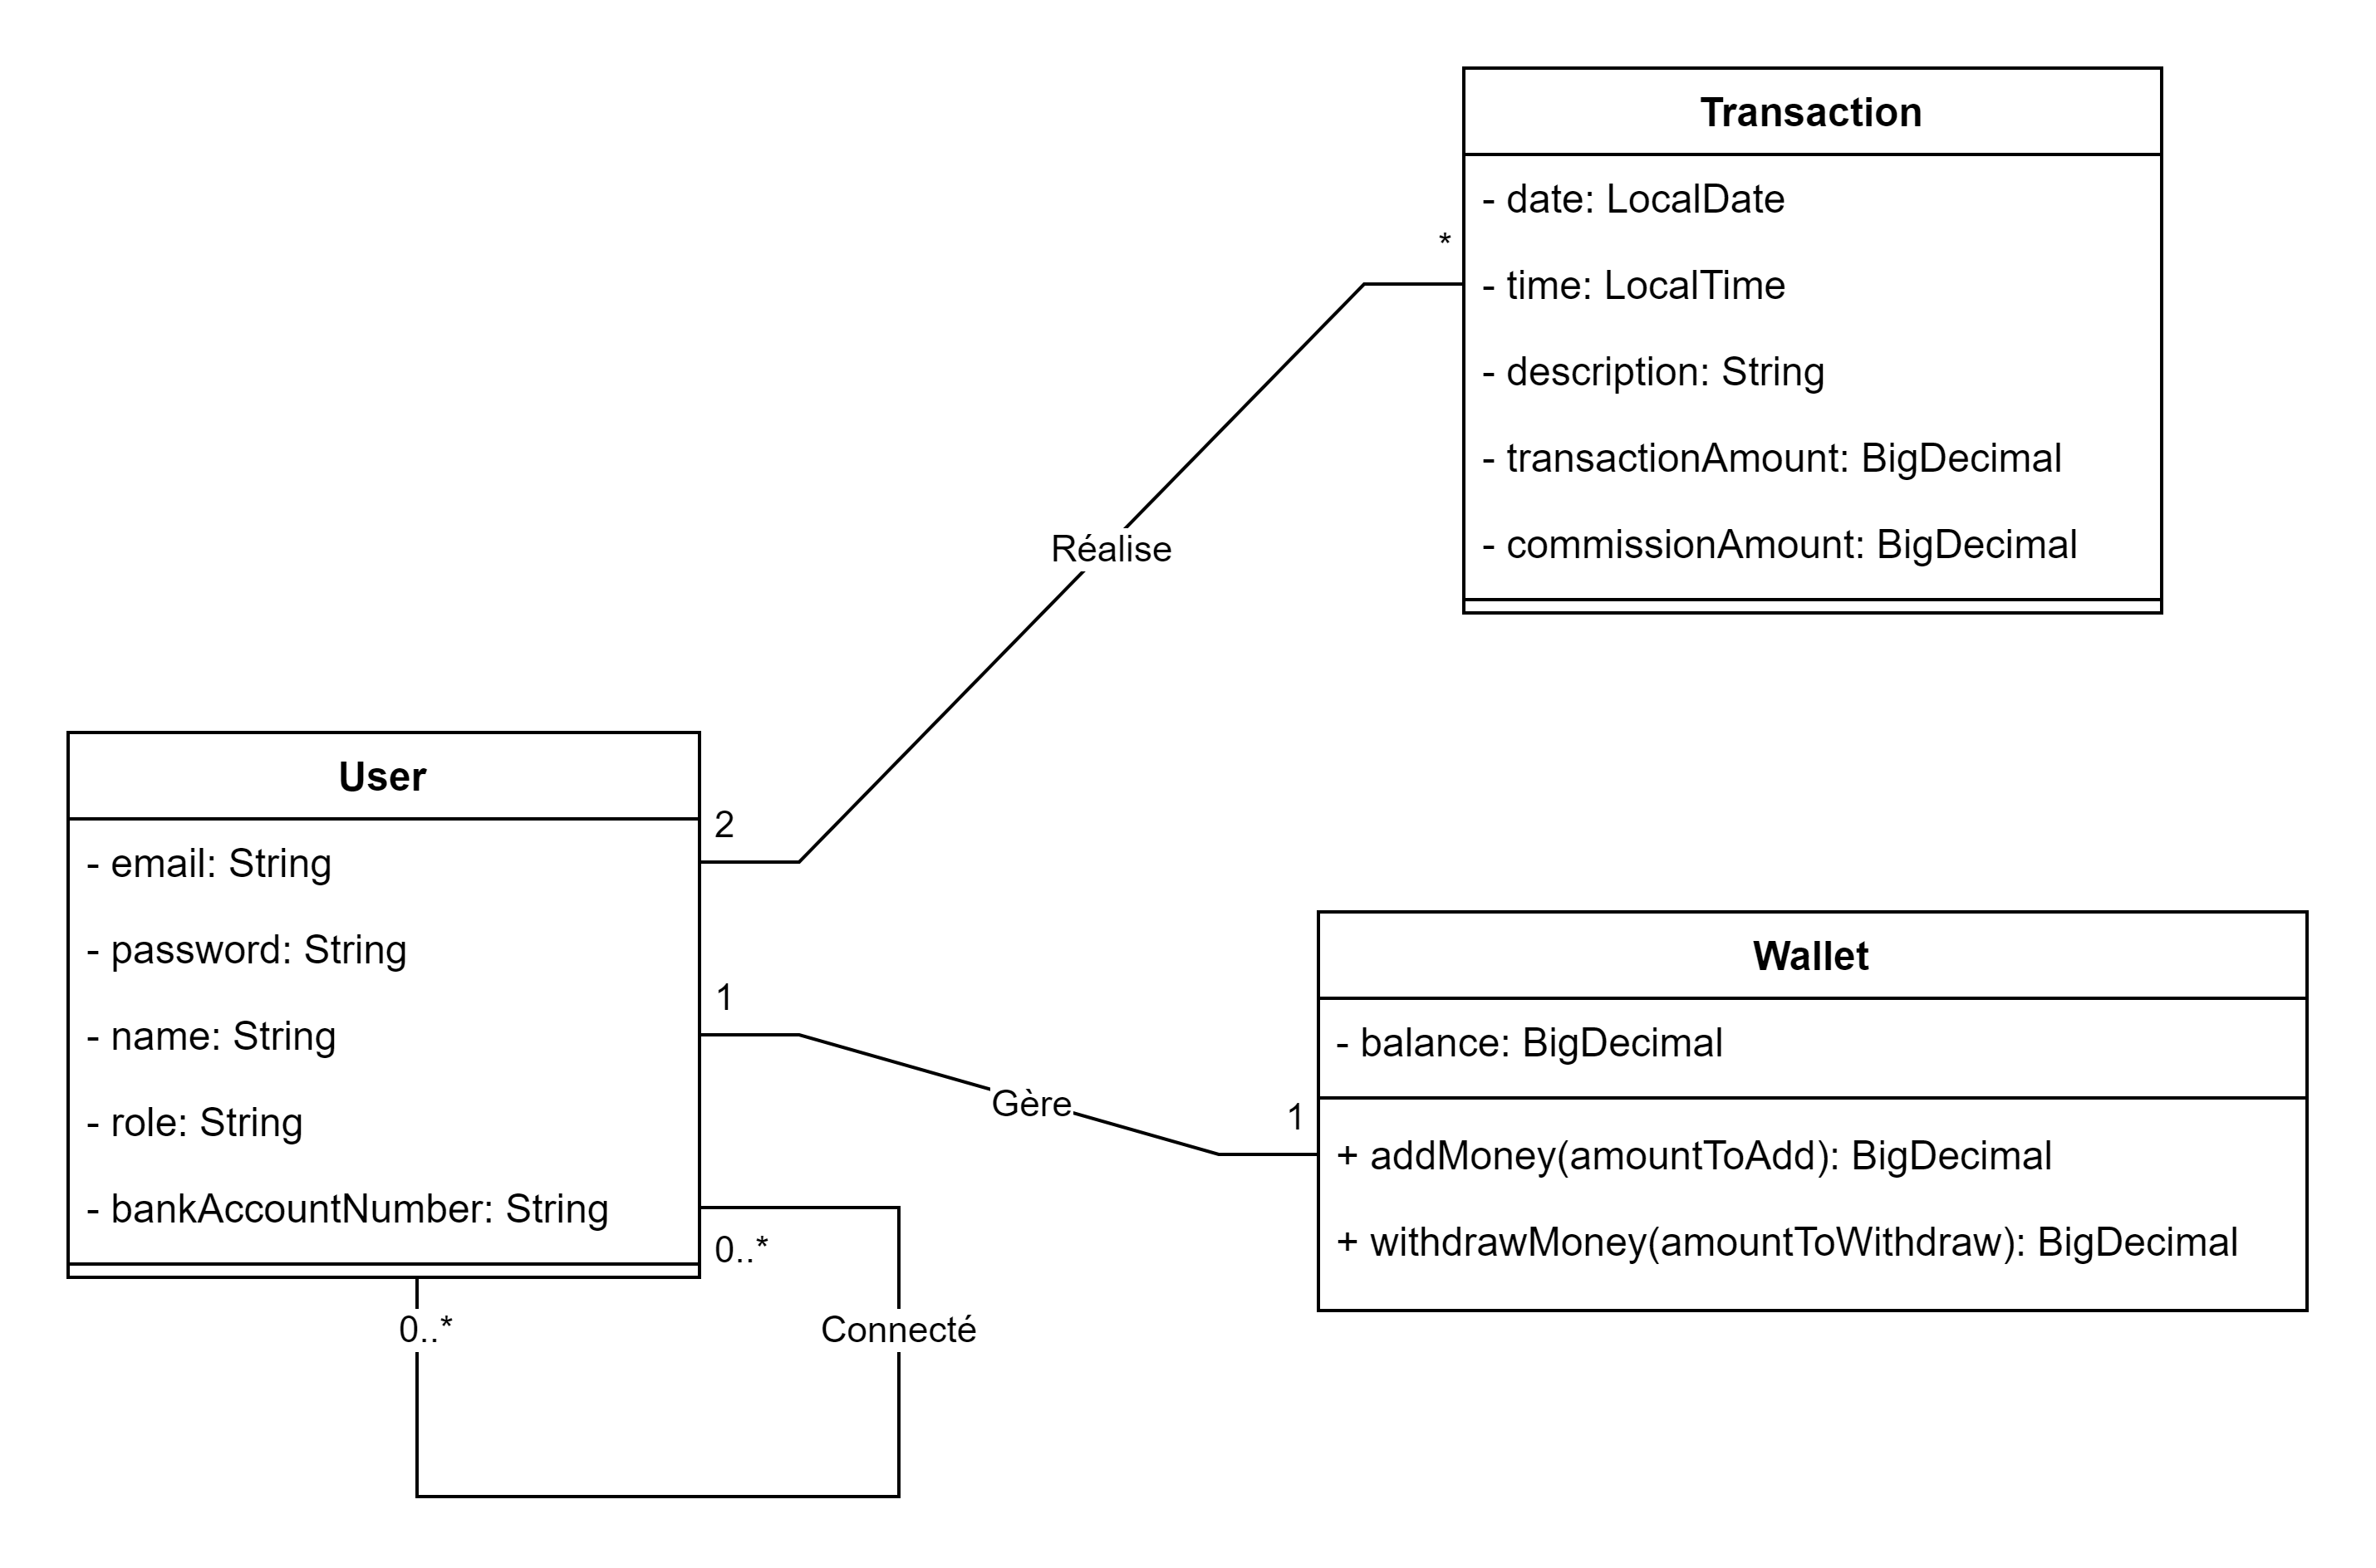 Transaction
- date: LocalDate
*
- time: LocalTime
- description: String
- transactionAmount: BigDecimal
- commissionAmount: BigDecimal
Réalise
User
2
- email: String
- password: String
1
- name: String
- role: String
- bankAccountNumber: String
0..*
0..*
Connecté
Gère
1
Wallet
- balance: BigDecimal
+ addMoney(amountToAdd): BigDecimal
+ withdrawMoney(amountToWithdraw): BigDecimal